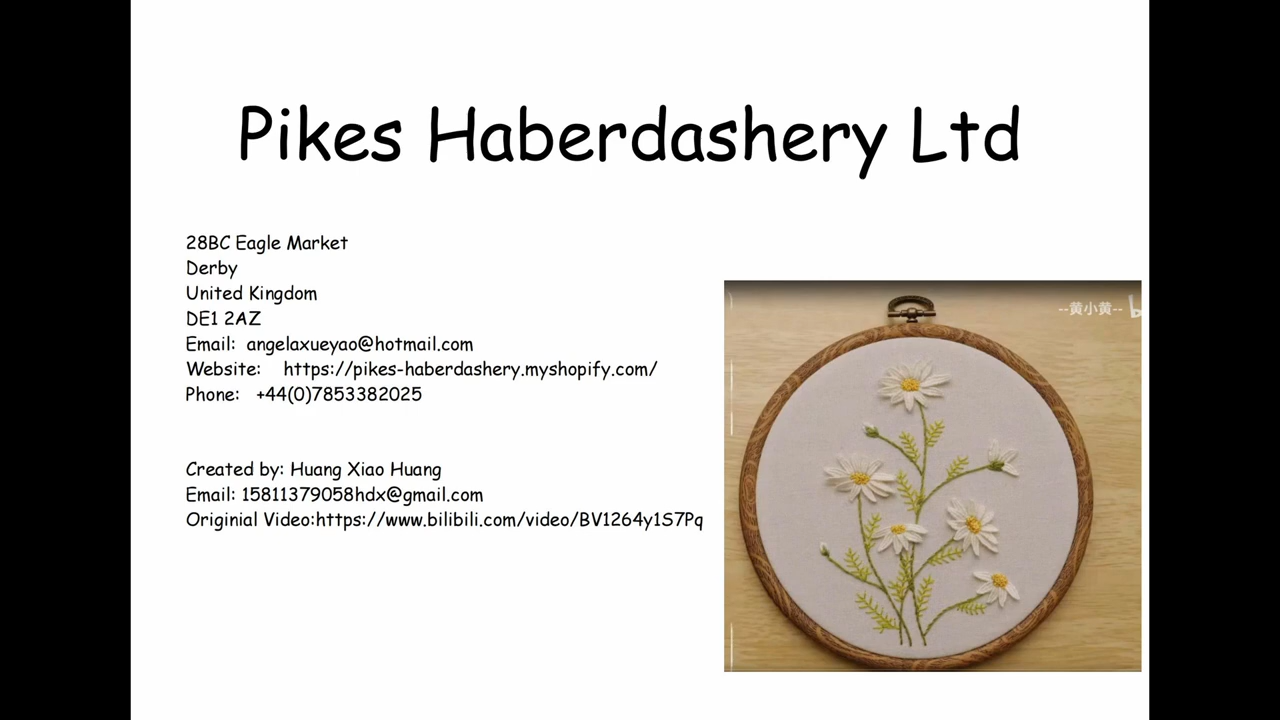 Pikes Haberdashery Ltd
28BC Eagle Market
Derby
United Kingdom
DE1 2AZ
Email: angelaxueyao@hotmail.com
Website: https://pikes-haberdashery.myshopify.com/
Phone: +44(0)7853382025
Created by: Huang Xiao Huang
Email: 15811379058hdx@gmail.com
Originial Video:https://www.bilibili.com/video/BV1264y1S7Pq
--黄小黄--